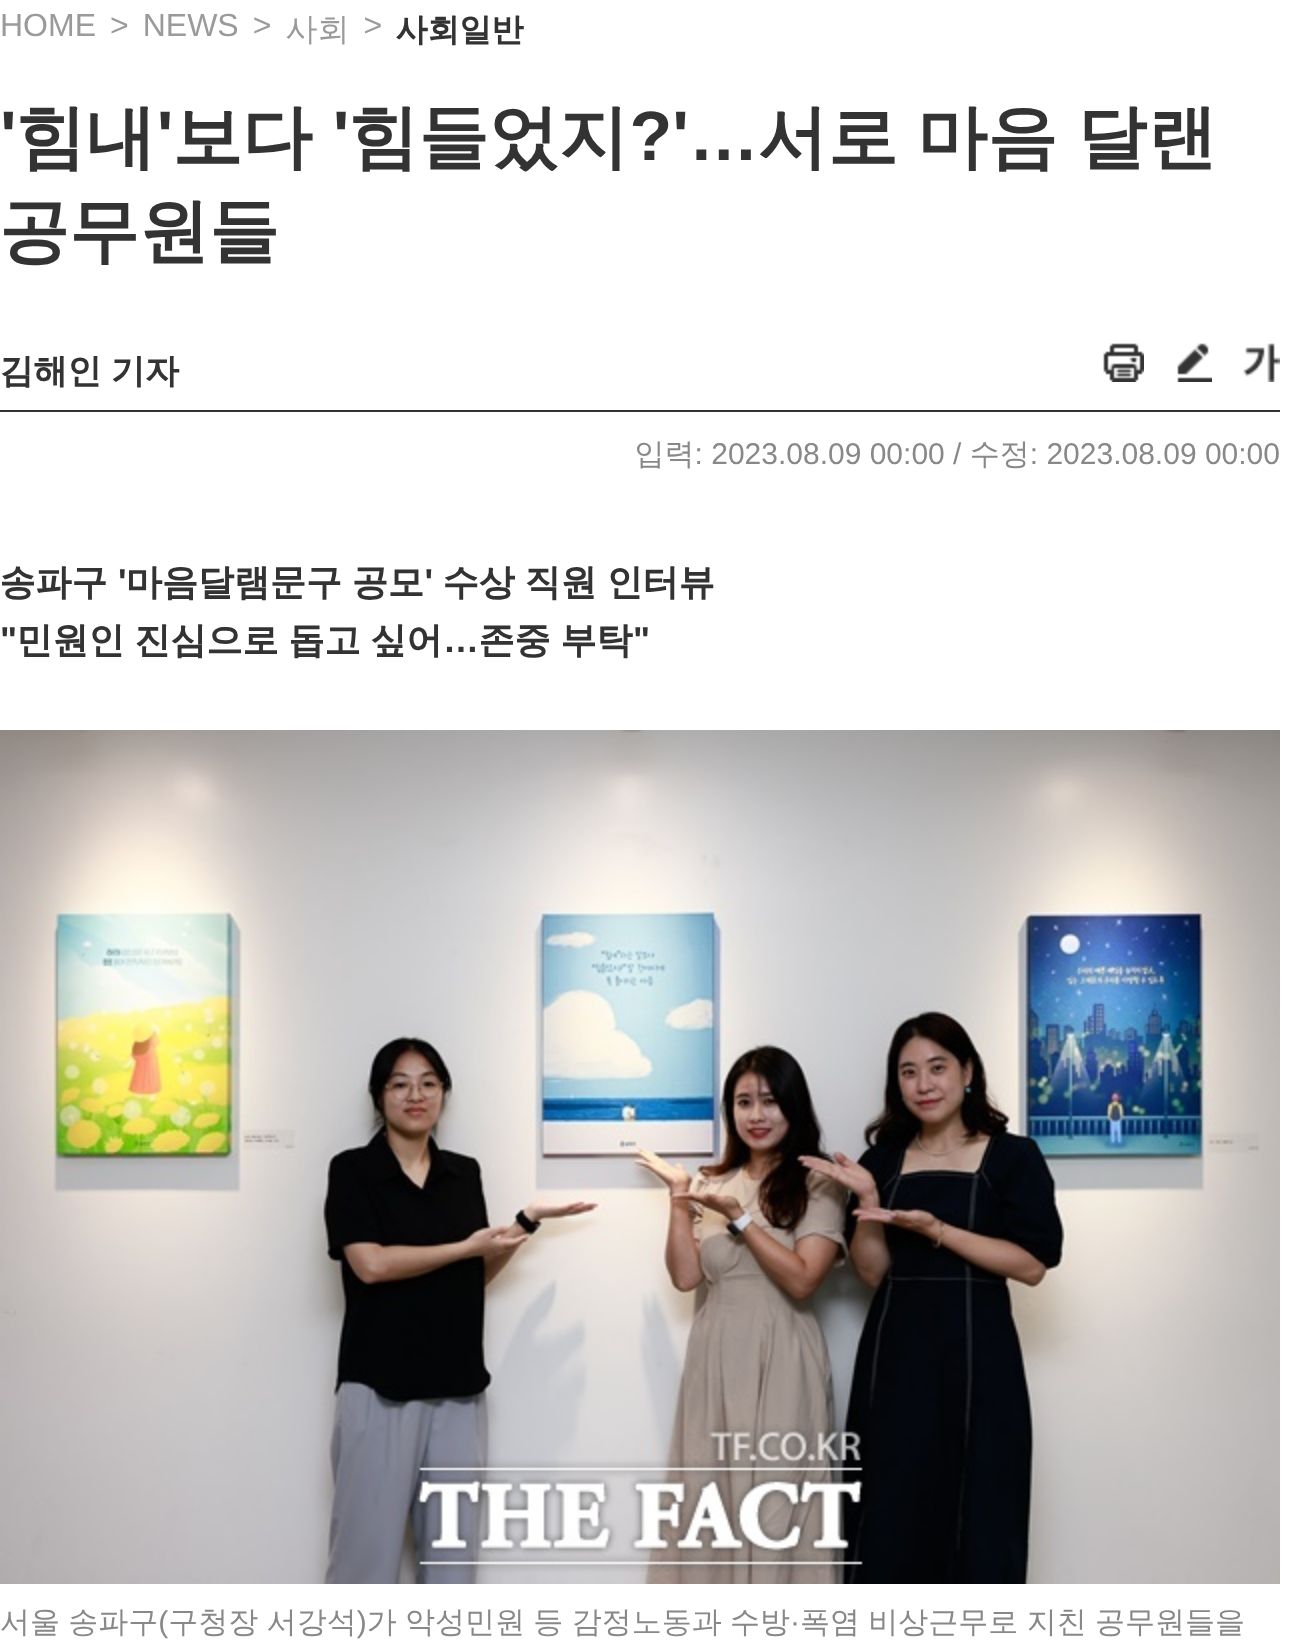 HOME > NEWS > 사회 > 사회일반
'힘내'보다 '힘들었지?'…서로 마음 달랜
공무원들
김해인 기자
가
입력: 2023.08.09 00:00 / 수정: 2023.08.09 00:00
송파구 '마음달램문구 공모' 수상 직원 인터뷰
"민원인 진심으로 돕고 싶어…존중 부탁"
TF.CO.KR
THE FACT
서울 송파구(구청장 서강석)가 악성민원 등 감정노동과 수방·폭염 비상근무로 지친 공무원들을